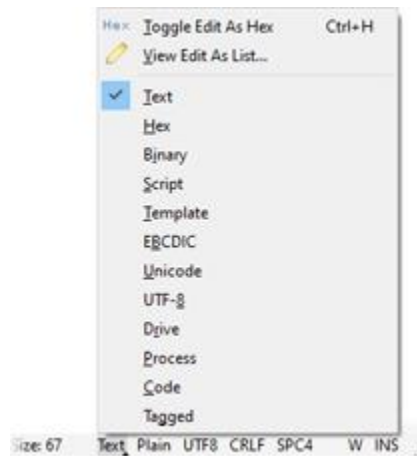 Hex Toggle Edit As Hex Ctrl+H
View Edit As List...
Text
Hex
Binary
Script
Template
EBCDIC
Unicode
UTF-8
Drive
Process
Code
Tagged
Size: 67 Text Plain UTF8 CRLF SPC4 W INS